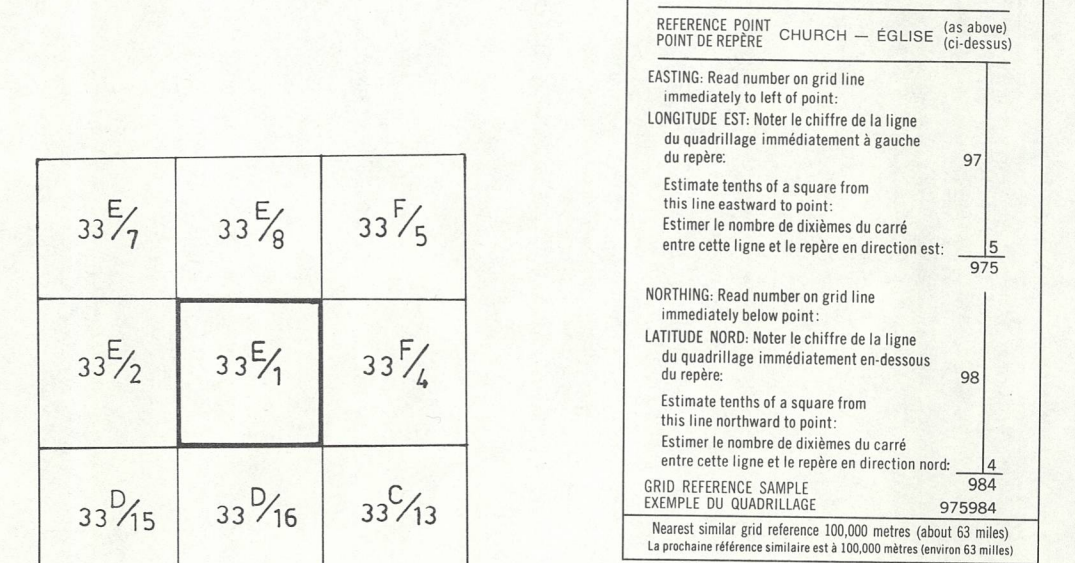 33 E/7 33 E/8 33 F/5
33 E/2 33 E/1 33 F/4
33 D/15 33 D/16 33 C/13
REFERENCE POINT
POINT DE REPÈRE
CHURCH — ÉGLISE
(as above)
(ci-dessus)
EASTING: Read number on grid line
immediately to left of point:
LONGITUDE EST: Noter le chiffre de la ligne
du quadrillage immédiatement à gauche
du repère: 97
Estimate tenths of a square from
this line eastward to point:
Estimer le nombre de dixièmes du carré
entre cette ligne et le repère en direction est: 5
975
NORTHING: Read number on grid line
immediately below point:
LATITUDE NORD: Noter le chiffre de la ligne
du quadrillage immédiatement en-dessous
du repère: 98
Estimate tenths of a square from
this line northward to point:
Estimer le nombre de dixièmes du carré
entre cette ligne et le repère en direction nord: 4
GRID REFERENCE SAMPLE 984
EXEMPLE DU QUADRILLAGE 975984
Nearest similar grid reference 100,000 metres (about 63 miles)
La prochaine référence similaire est à 100,000 mètres (environ 63 milles)